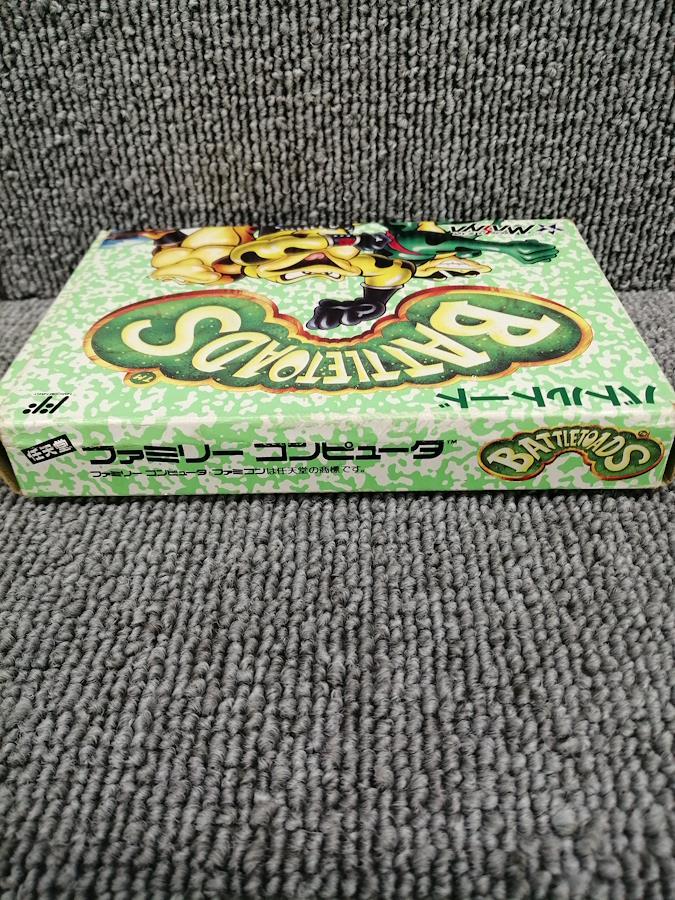 MASIYA
BATTLETOADS
TM
バトルトード
任天堂
ファミリー コンピュータ™
ファミリー コンピュータ ファミコンは任天堂の商標です。
BATTLETOADS